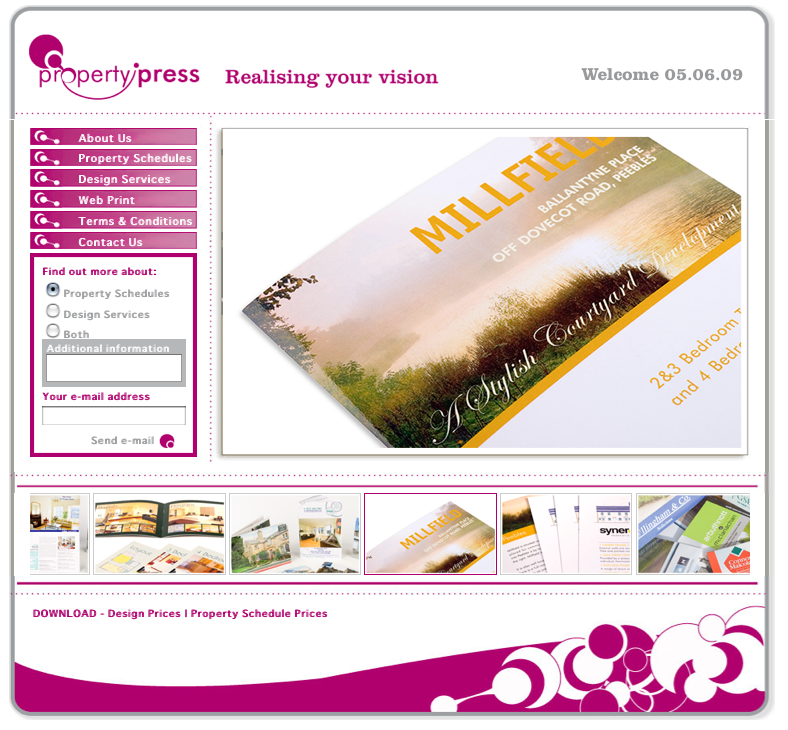 propertypress
Realising your vision
Welcome 05.06.09
About Us
Property Schedules
Design Services
Web Print
Terms & Conditions
Contact Us
Find out more about:
Property Schedules
Design Services
Both
Additional information
Your e-mail address
Send e-mail
MILLFIELD
BALLANTYNE PLACE
OFF DOVECOT ROAD, PEEBLES
A Stylish Courtyard Development
2&3 Bedroom
and 4
MILLFIELD
syner
llingham & Co
DOWNLOAD - Design Prices | Property Schedule Prices